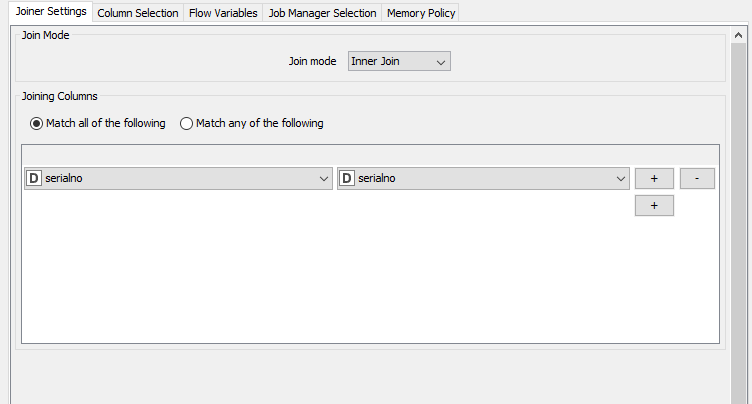 Joiner Settings Column Selection Flow Variables Job Manager Selection Memory Policy
Join Mode
Join mode Inner Join
Joining Columns
Match all of the following Match any of the following
D serialno D serialno + -
+